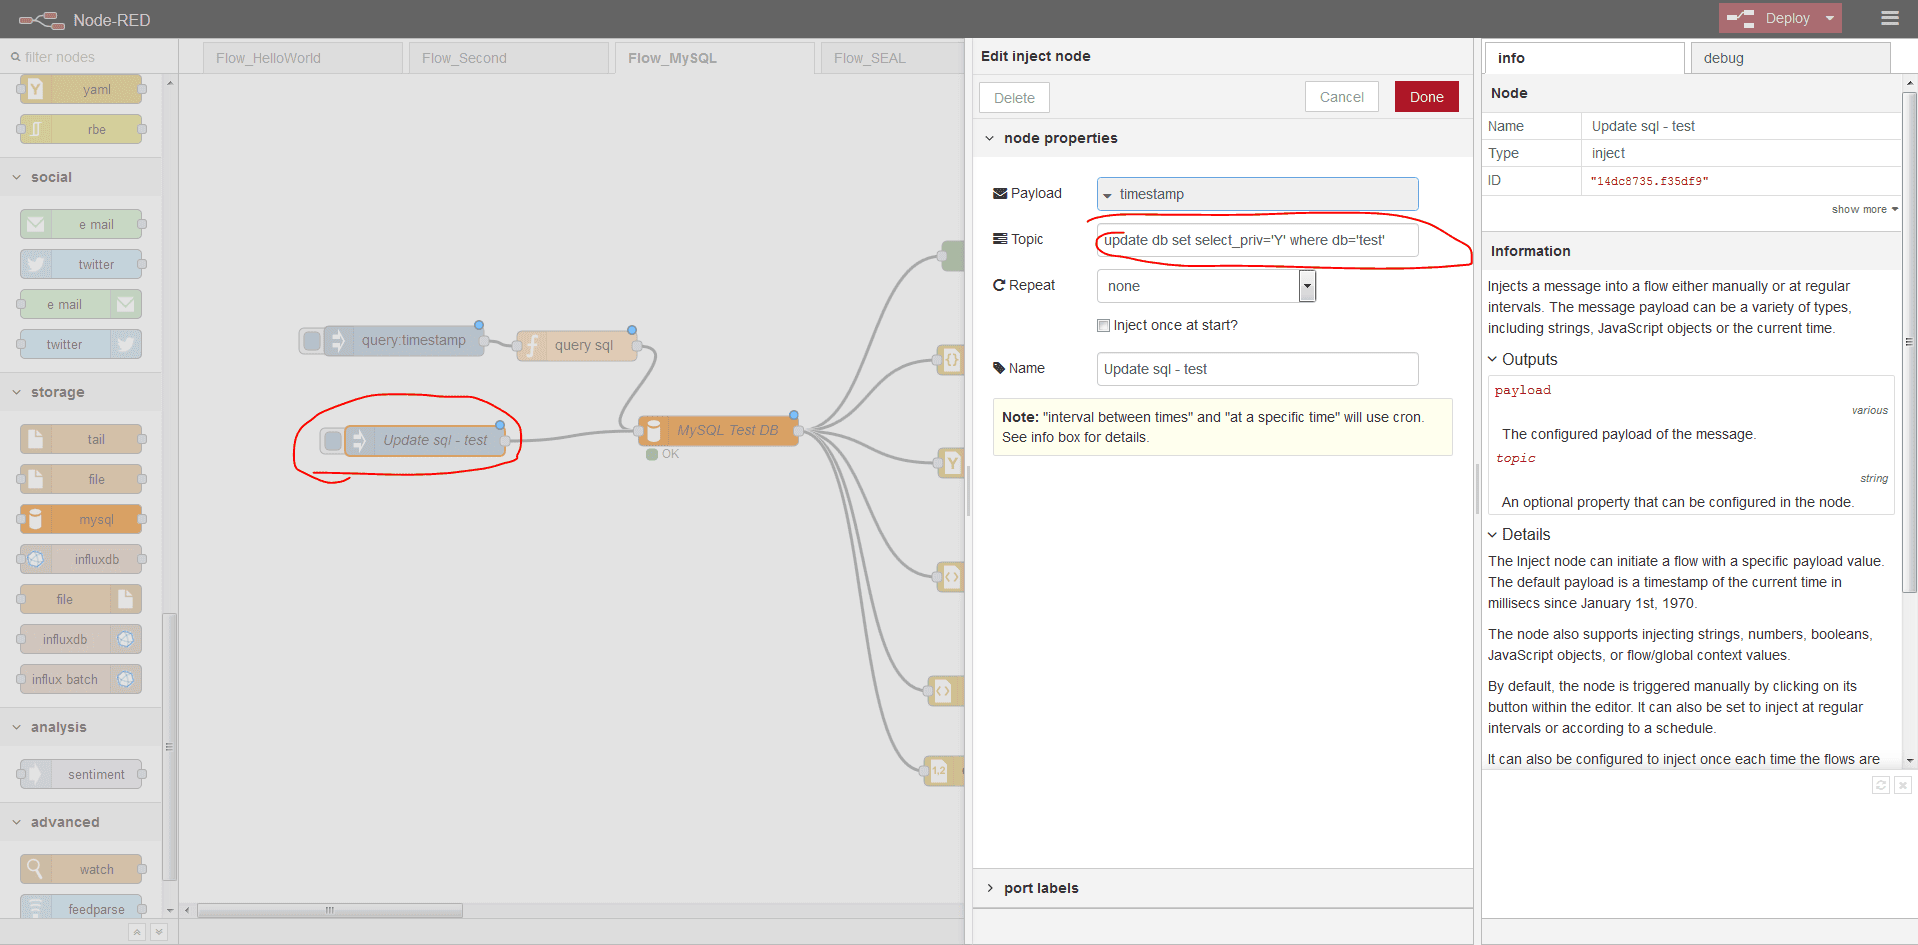 Node-RED
Deploy
filter nodes
yaml
rbe
social
e mail
twitter
e mail
twitter
storage
tail
file
mysql
influxdb
file
influxdb
influx batch
analysis
sentiment
advanced
watch
feedparse
Flow_HelloWorld
Flow_Second
Flow_MySQL
Flow_SEAL
query:timestamp
query sql
Update sql - test
MySQL Test DB
OK
1,2
Edit inject node
Delete
Cancel
Done
node properties
Payload
timestamp
Topic
update db set select_priv='Y' where db='test'
Repeat
none
Inject once at start?
Name
Update sql - test
Note: "interval between times" and "at a specific time" will use cron.
See info box for details.
port labels
info
debug
Node
Name
Update sql - test
Type
inject
ID
"14dc8735.f35df9"
show more
Information
Injects a message into a flow either manually or at regular
intervals. The message payload can be a variety of types,
including strings, JavaScript objects or the current time.
Outputs
payload
various
The configured payload of the message.
topic
string
An optional property that can be configured in the node.
Details
The Inject node can initiate a flow with a specific payload value.
The default payload is a timestamp of the current time in
millisecs since January 1st, 1970.
The node also supports injecting strings, numbers, booleans,
JavaScript objects, or flow/global context values.
By default, the node is triggered manually by clicking on its
button within the editor. It can also be set to inject at regular
intervals or according to a schedule.
It can also be configured to inject once each time the flows are